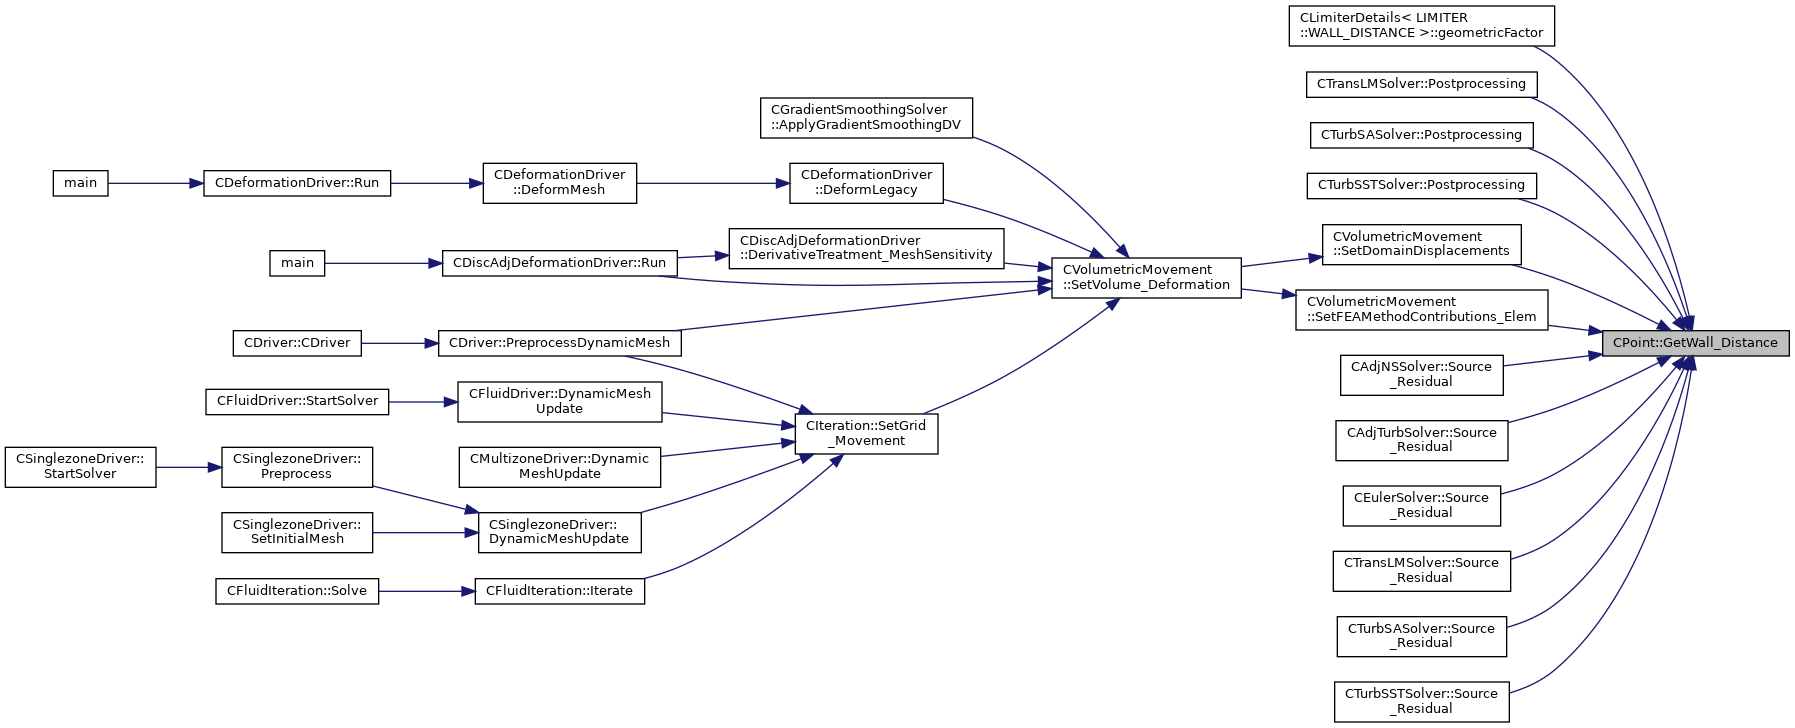 CLimiterDetails< LIMITER
::WALL_DISTANCE >::geometricFactor
CTransLMSolver::Postprocessing
CGradientSmoothingSolver
::ApplyGradientSmoothingDV
CTurbSASolver::Postprocessing
main
CDeformationDriver::Run
CDeformationDriver
::DeformMesh
CDeformationDriver
::DeformLegacy
CTurbSSTSolver::Postprocessing
CDiscAdjDeformationDriver
::DerivativeTreatment_MeshSensitivity
CVolumetricMovement
::SetDomainDisplacements
main
CDiscAdjDeformationDriver::Run
CVolumetricMovement
::SetVolume_Deformation
CVolumetricMovement
::SetFEAMethodContributions_Elem
CDriver::CDriver
CDriver::PreprocessDynamicMesh
CPoint::GetWall_Distance
CAdjNSSolver::Source
_Residual
CFluidDriver::StartSolver
CFluidDriver::DynamicMesh
Update
CIteration::SetGrid
_Movement
CAdjTurbSolver::Source
_Residual
CSinglezoneDriver::
StartSolver
CSinglezoneDriver::
Preprocess
CMultizoneDriver::Dynamic
MeshUpdate
CEulerSolver::Source
_Residual
CSinglezoneDriver::
SetInitialMesh
CSinglezoneDriver::
DynamicMeshUpdate
CTransLMSolver::Source
_Residual
CFluidIteration::Solve
CFluidIteration::Iterate
CTurbSASolver::Source
_Residual
CTurbSSTSolver::Source
_Residual